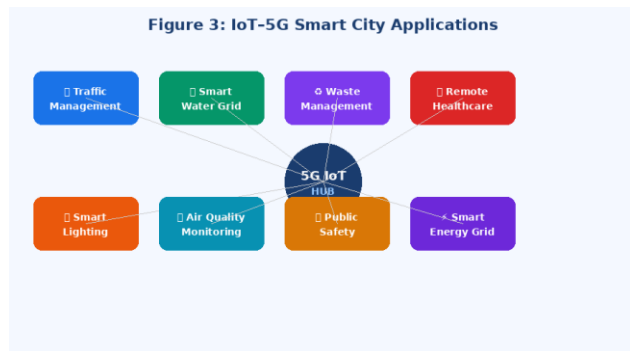 Figure 3: IoT–5G Smart City Applications
▯ Traffic
Management
▯ Smart
Water Grid
♻ Waste
Management
▯ Remote
Healthcare
5G IoT
HUB
▯ Smart
Lighting
▯ Air Quality
Monitoring
▯ Public
Safety
⚡ Smart
Energy Grid